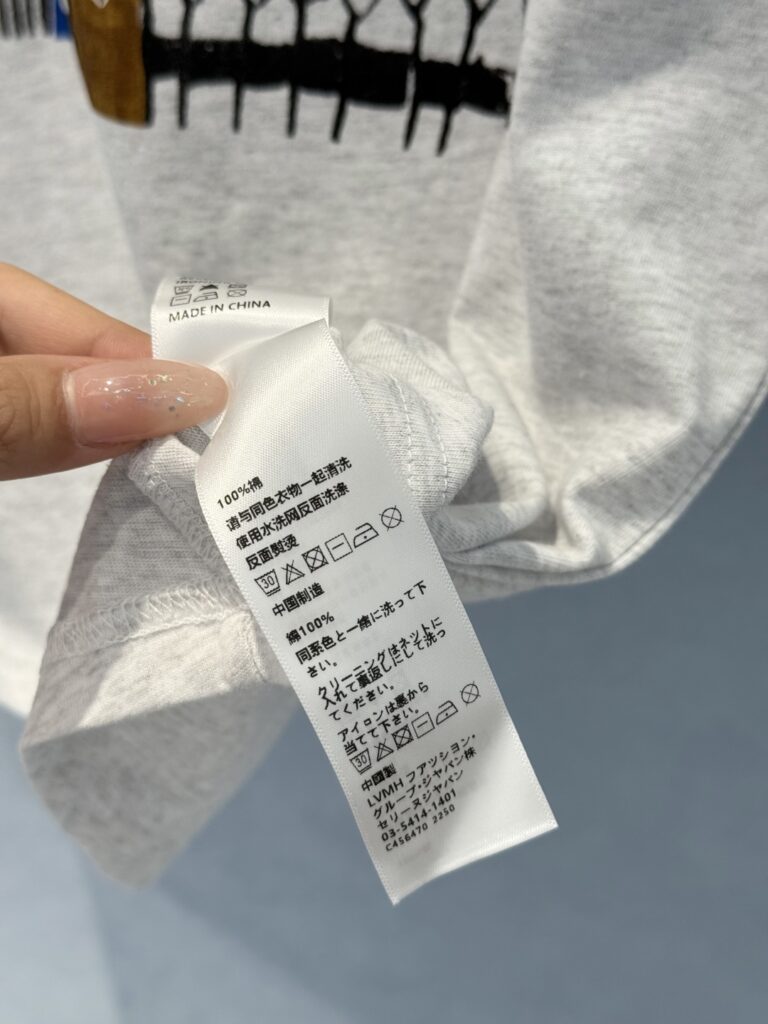 MADE IN CHINA
100%棉
请与同色衣物一起清洗
使用水洗网反面洗涤
反面熨烫
30
中国制造
綿100%
同系色と一緒に洗って下
さい。
クリーニングはネットに
入れて裏返しにして洗っ
てください。
アイロンは裏から
当てて下さい。
30
中國製
LVMH フアッション・
グループ・ジャパン株
セリーヌジャパン
03-5414-1401
C456470 2250